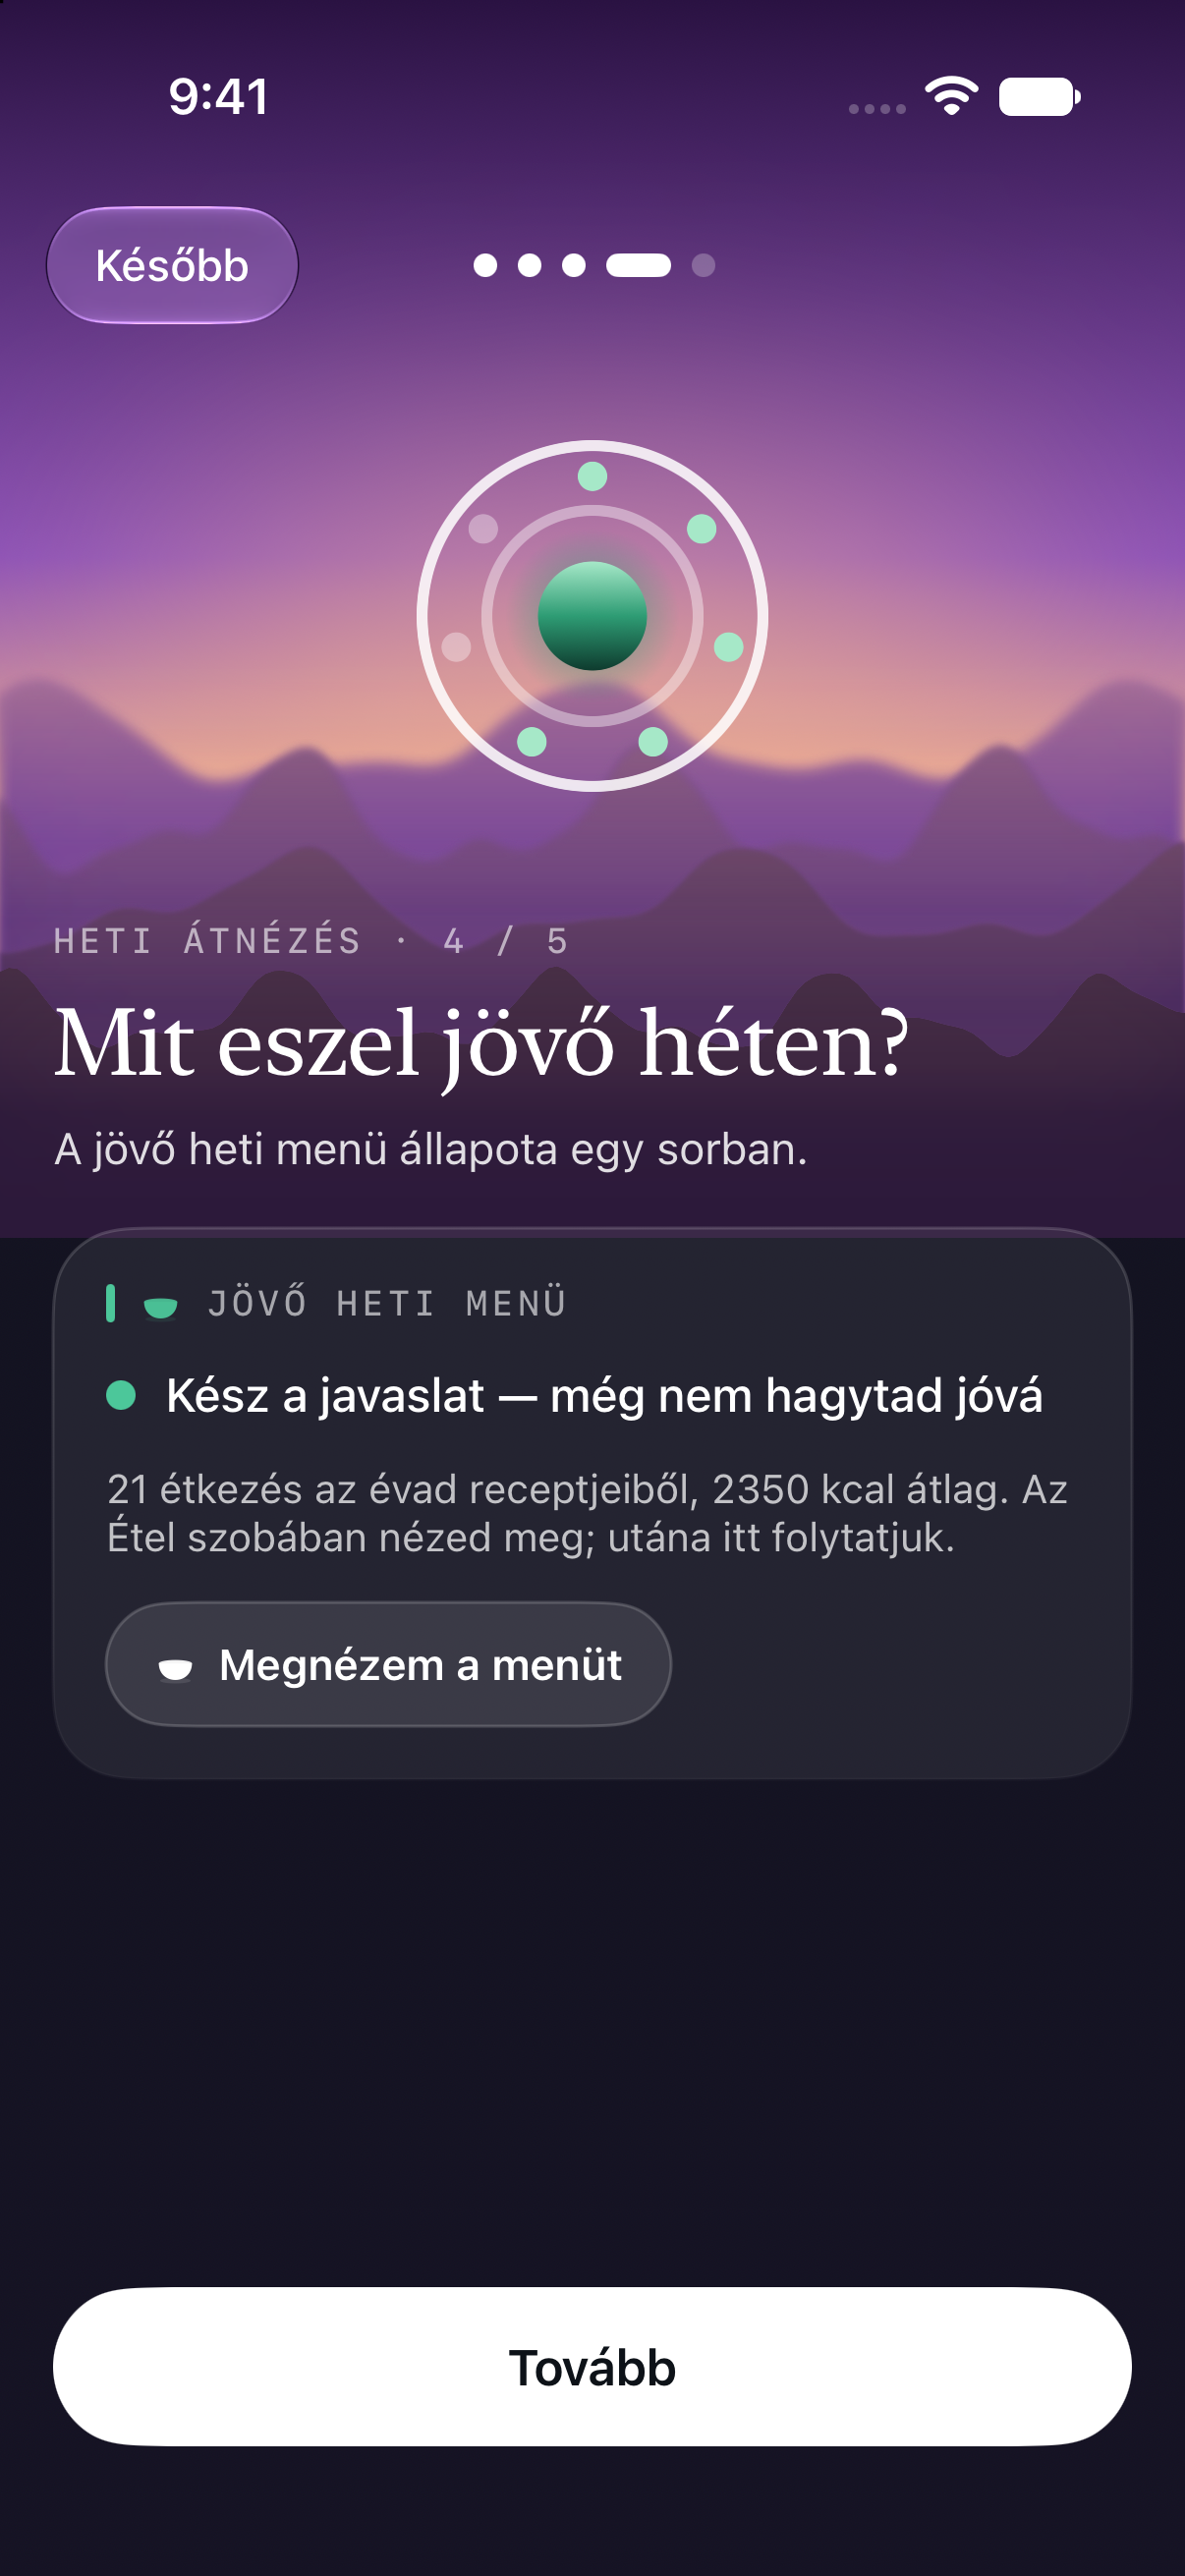 9:41
Később
HETI ÁTNÉZÉS · 4 / 5
Mit eszel jövő héten?
A jövő heti menü állapota egy sorban.
JÖVŐ HETI MENÜ
Kész a javaslat — még nem hagytad jóvá
21 étkezés az évad receptjeiből, 2350 kcal átlag. Az
Étel szobában nézed meg; utána itt folytatjuk.
Megnézem a menüt
Tovább